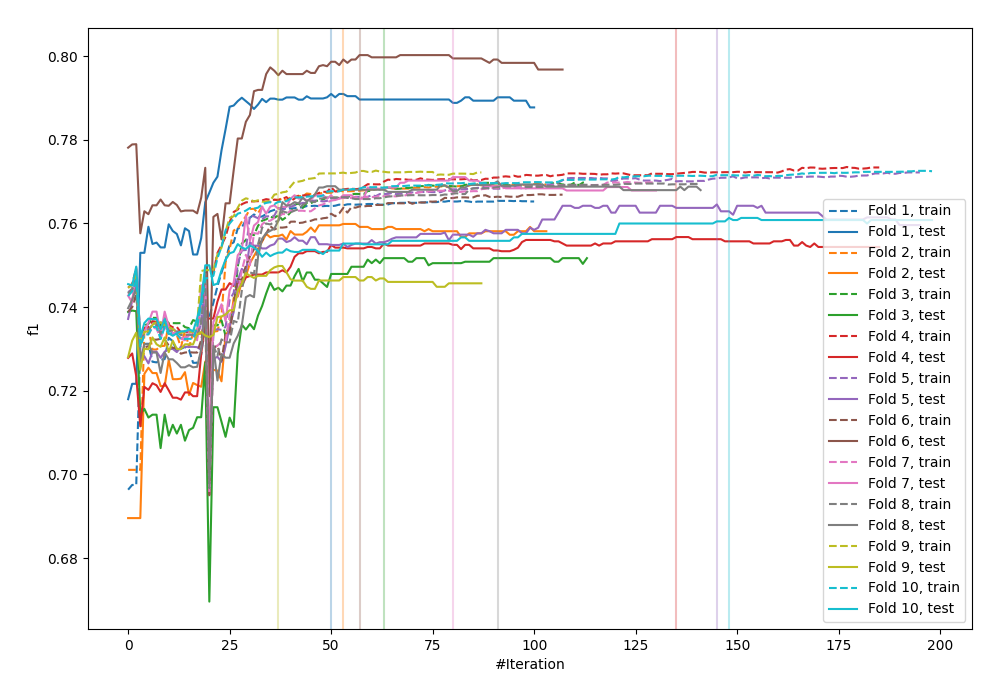 0.80
0.78
0.76
0.74
0.72
0.70
0.68
f1
0
25
50
75
100
125
150
175
200
#Iteration
Fold 1, train
Fold 1, test
Fold 2, train
Fold 2, test
Fold 3, train
Fold 3, test
Fold 4, train
Fold 4, test
Fold 5, train
Fold 5, test
Fold 6, train
Fold 6, test
Fold 7, train
Fold 7, test
Fold 8, train
Fold 8, test
Fold 9, train
Fold 9, test
Fold 10, train
Fold 10, test